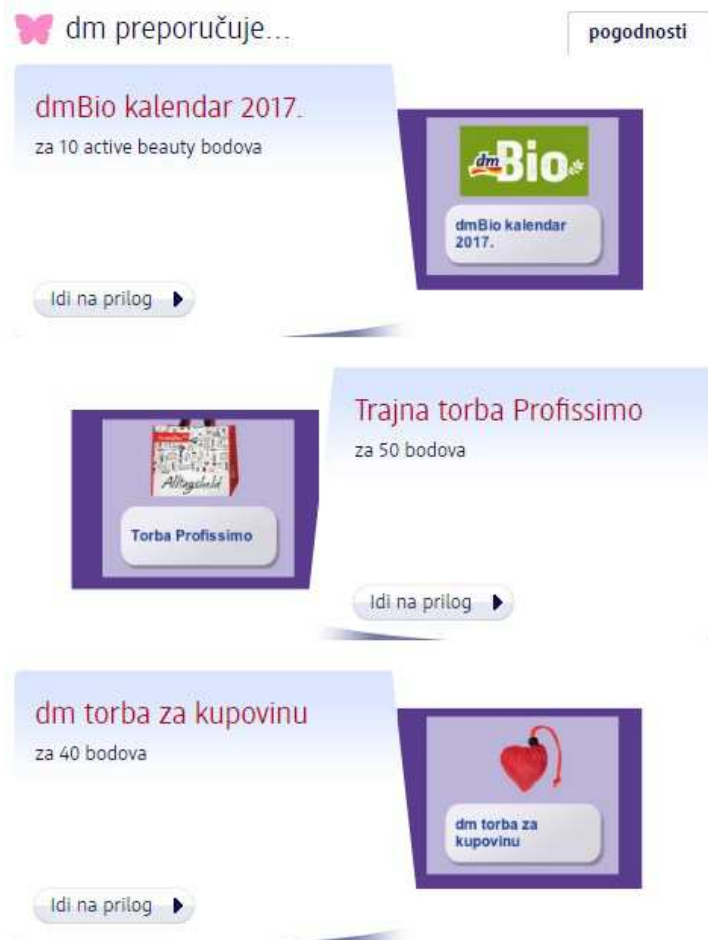 dm preporučuje...
pogodnosti
dmBio kalendar 2017.
za 10 active beauty bodova
dm Bio
dmBio kalendar
2017.
Idi na prilog
Trajna torba Profissimo
za 50 bodova
Alltagsheld
Torba Profissimo
Idi na prilog
dm torba za kupovinu
za 40 bodova
dm torba za
kupovinu
Idi na prilog